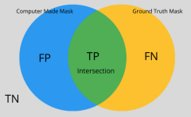 Computer Made Mask
Ground Truth Mask
FP
TP
FN
Intersection
TN